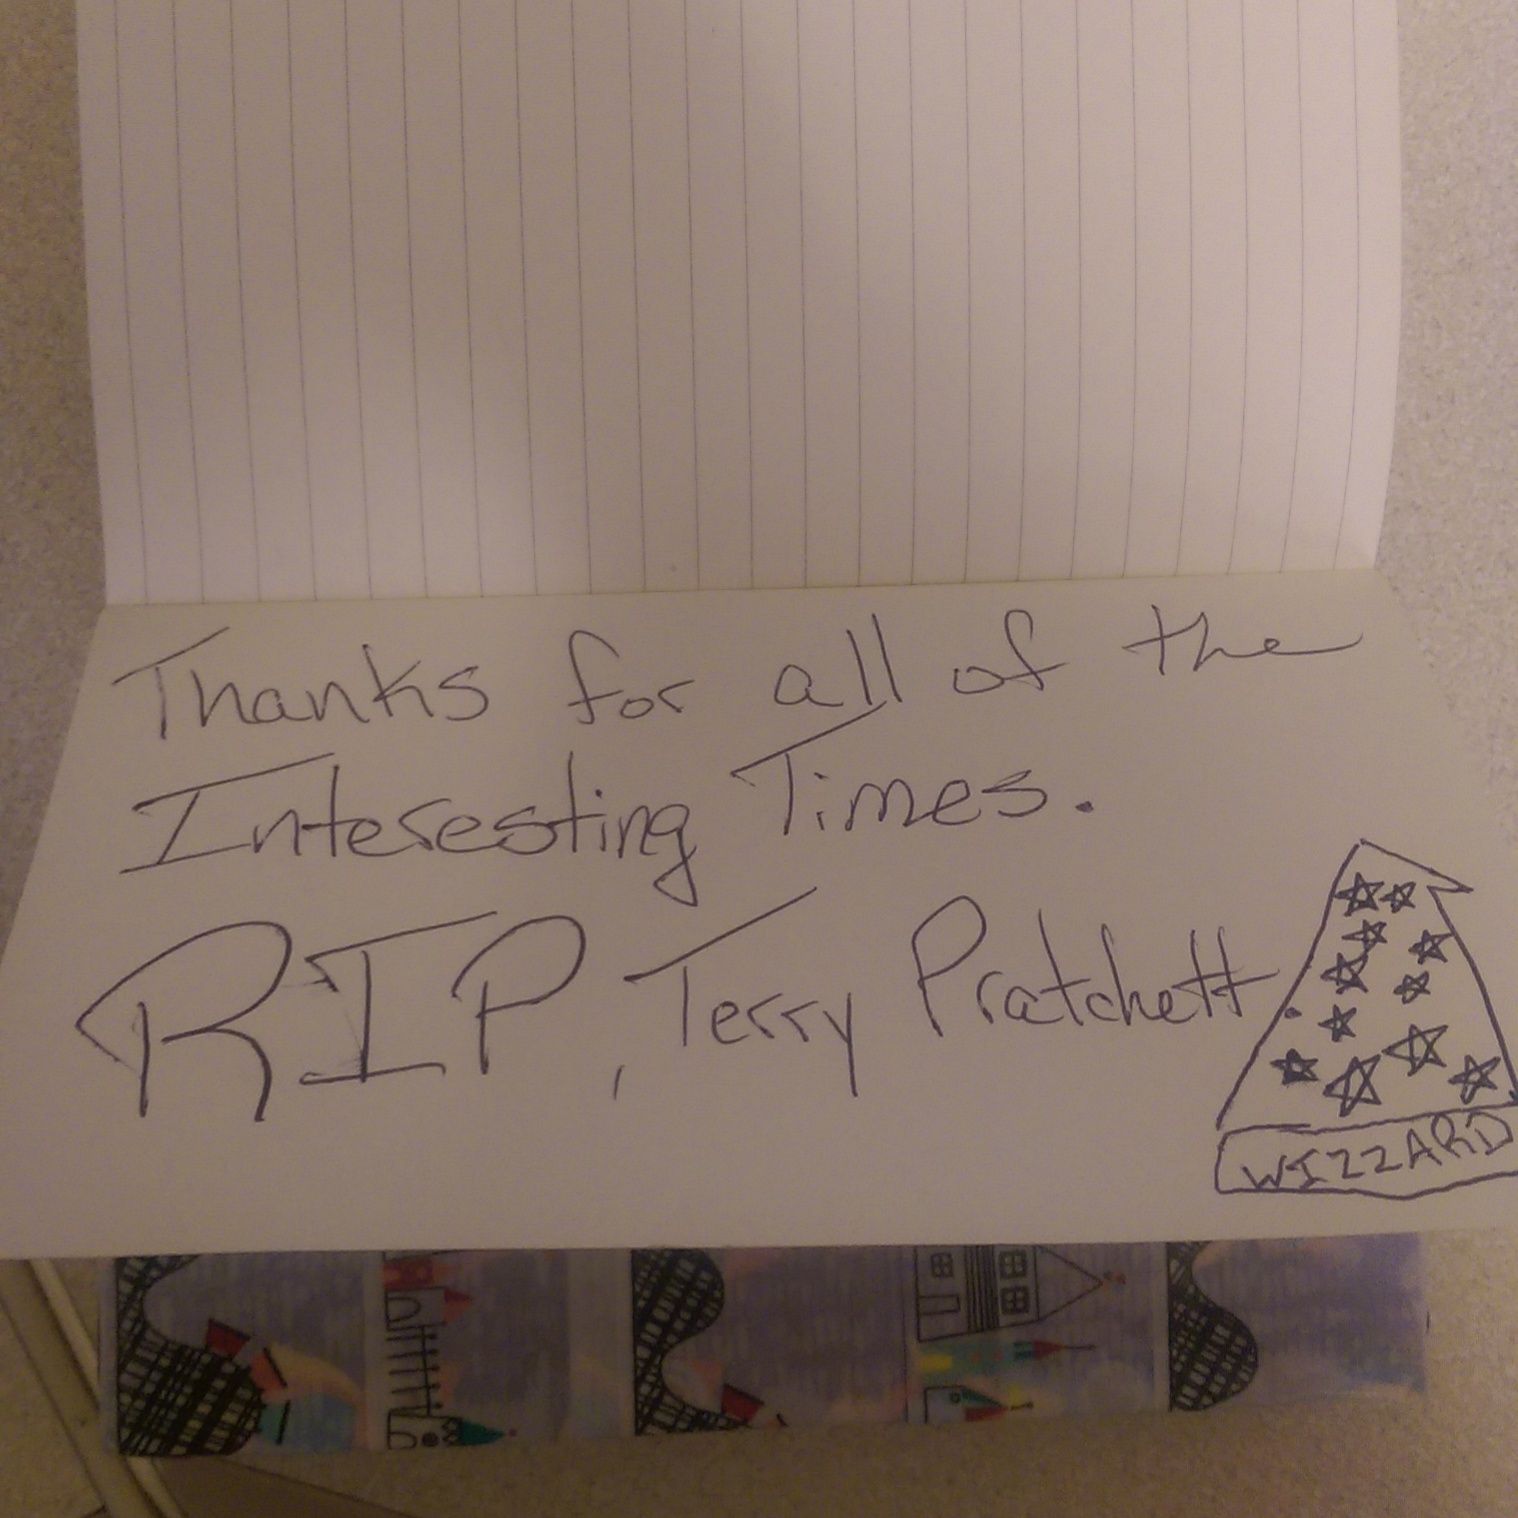 Thanks for all of the
Interesting Times.
RIP, Terry Pratchett.
WIZZARD